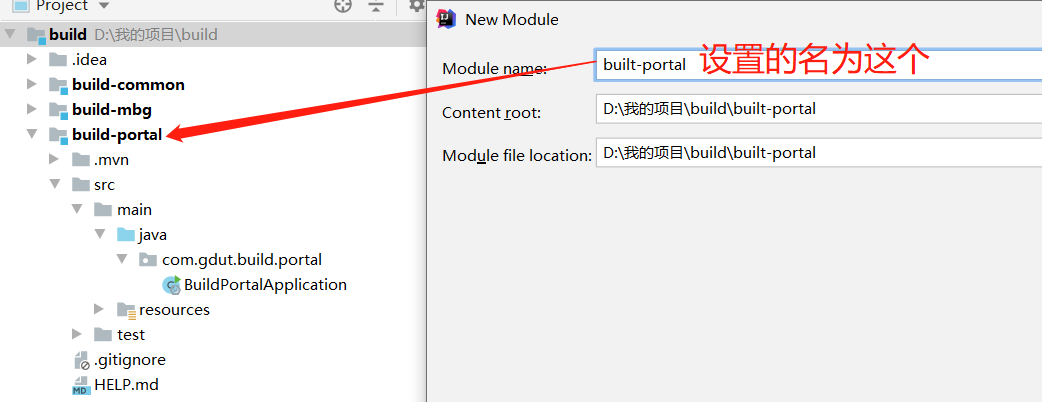 Project
build D:\我的项目\build
.idea
build-common
build-mbg
build-portal
.mvn
src
main
java
com.gdut.build.portal
BuildPortalApplication
resources
test
.gitignore
HELP.md
New Module
Module name: built-portal 设置的名为这个
Content root: D:\我的项目\build\built-portal
Module file location: D:\我的项目\build\built-portal